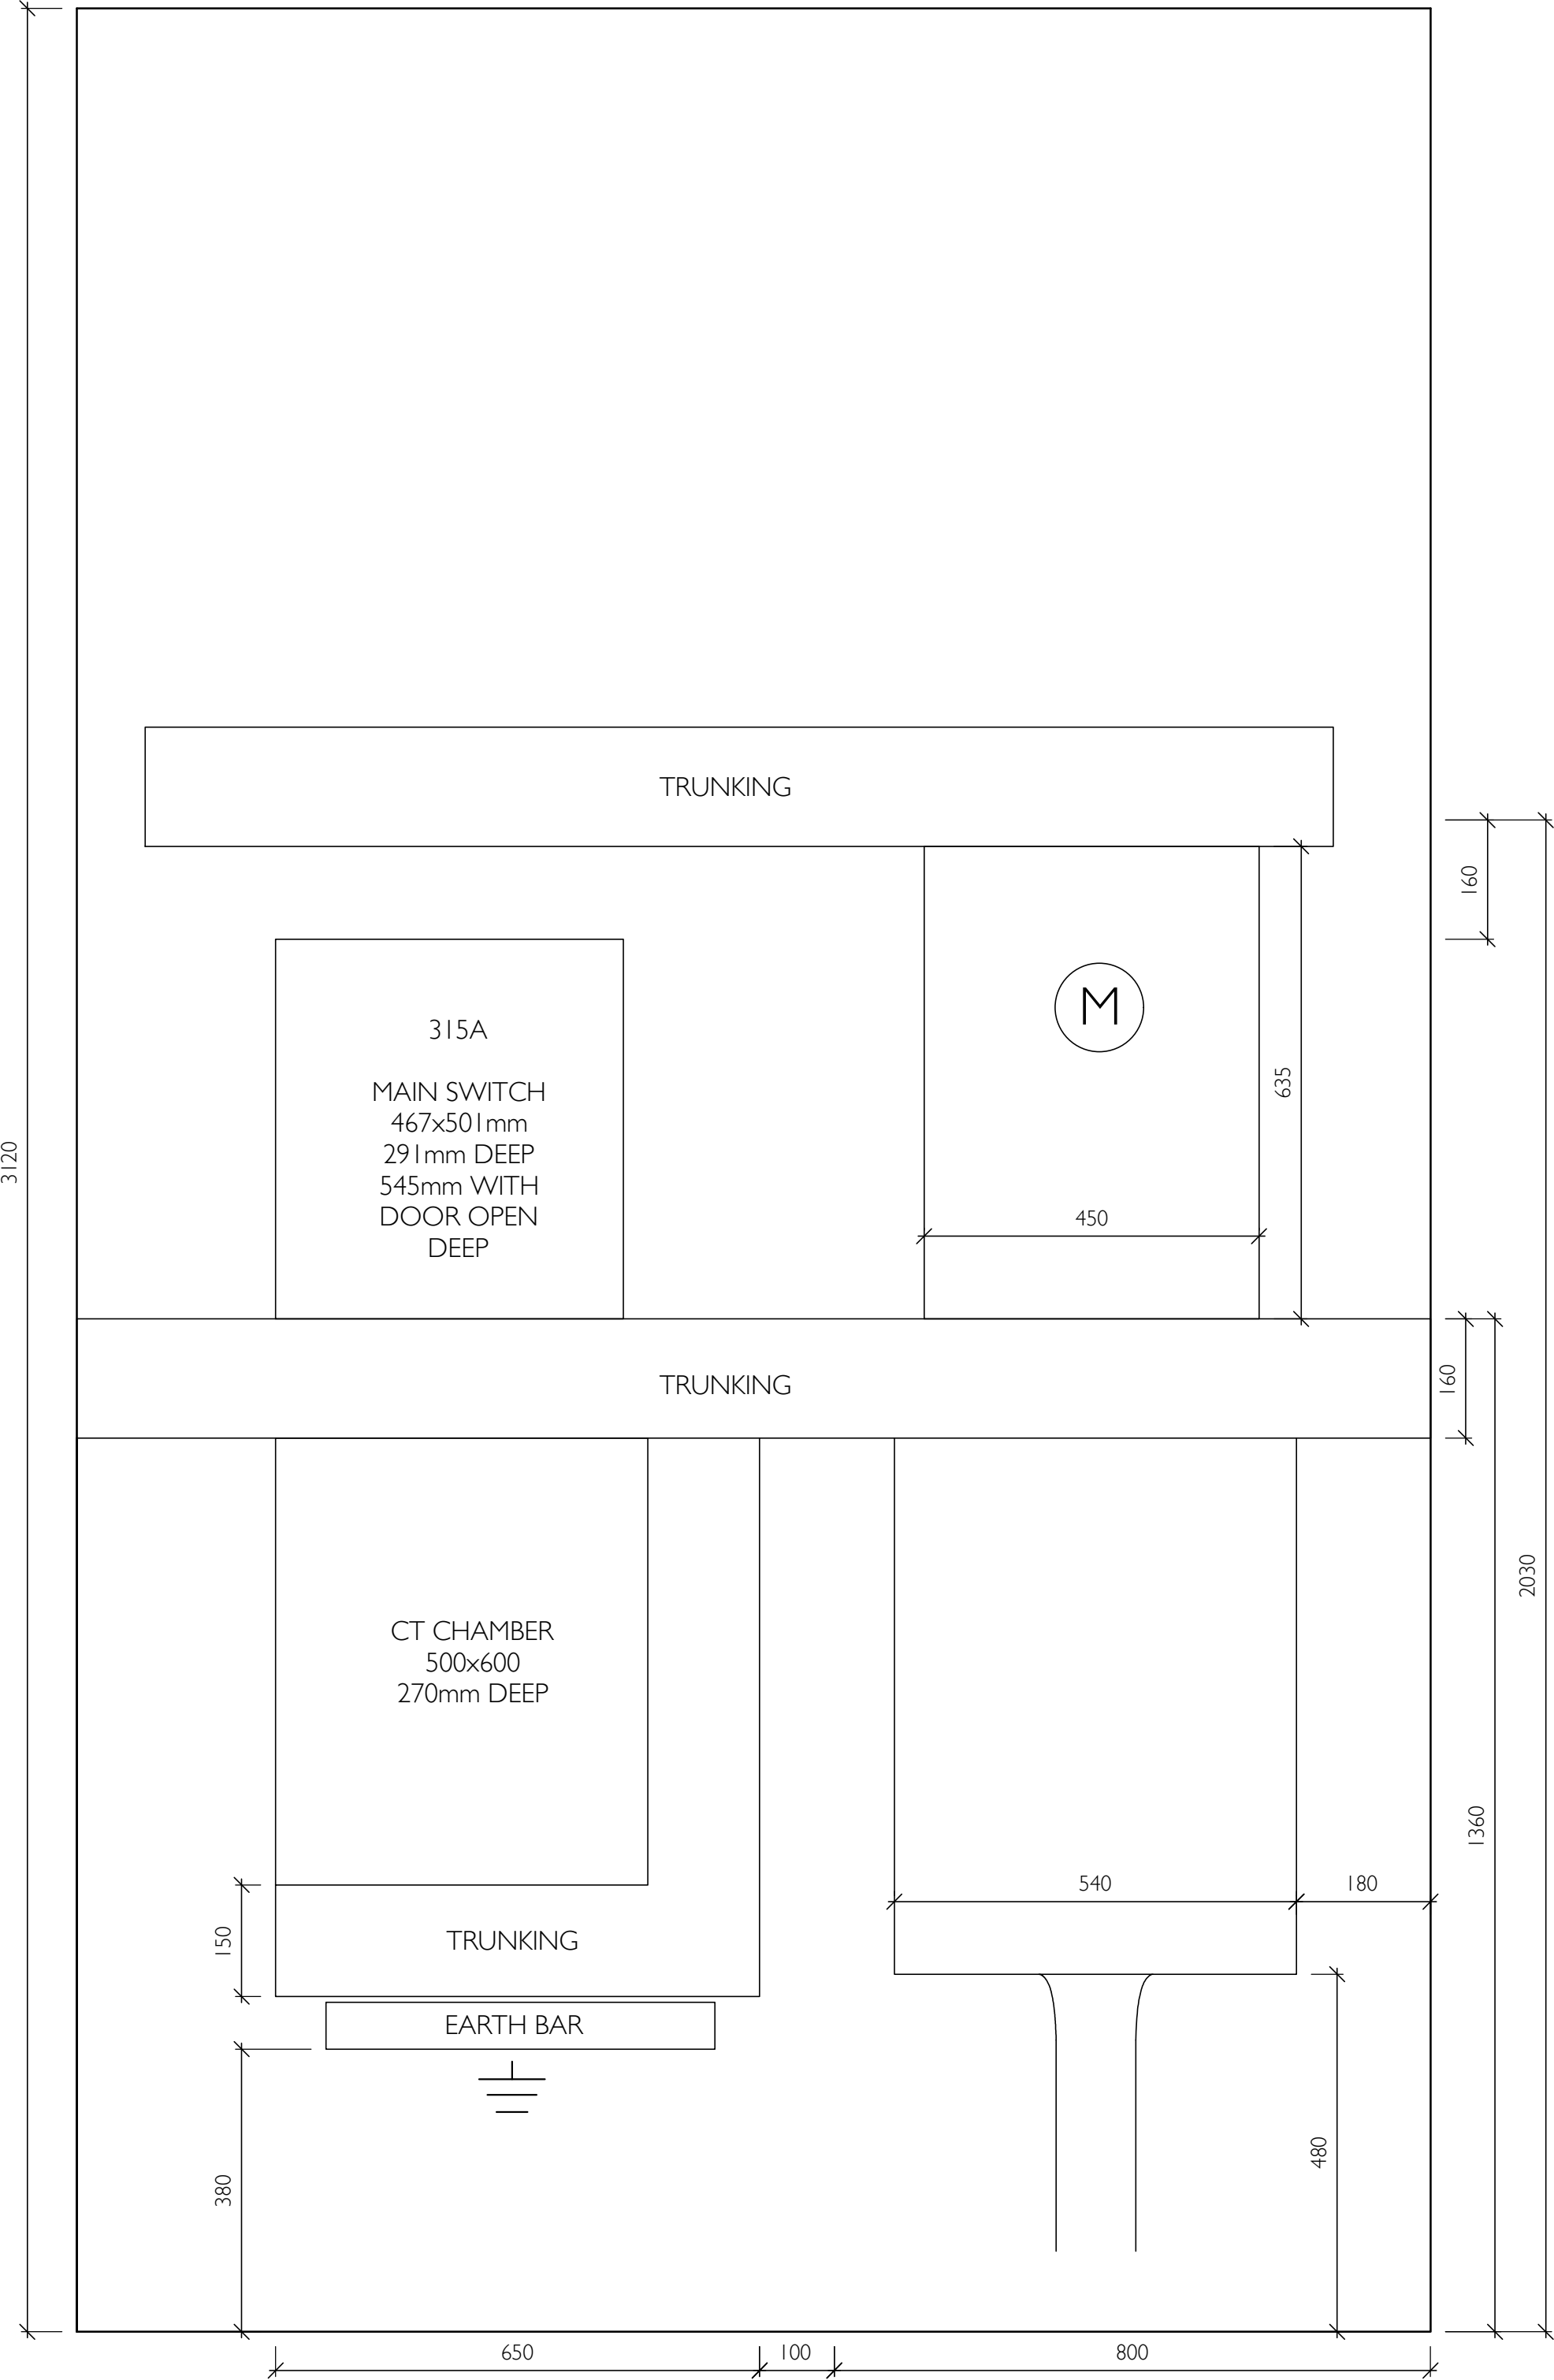 TRUNKING
160
315A
M
MAIN SWITCH
467x501mm
291mm DEEP
545mm WITH
DOOR OPEN
DEEP
635
3120
450
TRUNKING
160
2030
CT CHAMBER
500x600
270mm DEEP
1360
540
180
150
TRUNKING
EARTH BAR
480
380
650
100
800